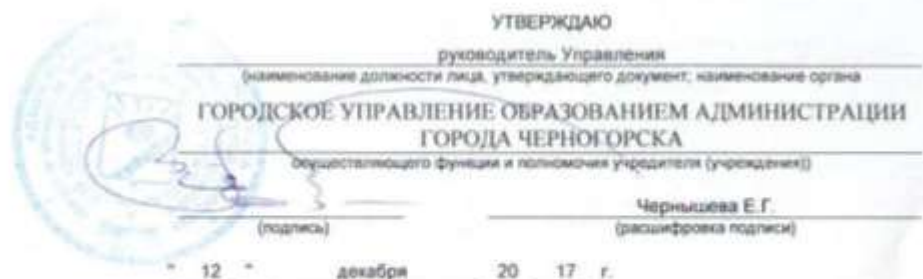 УТВЕРЖДАЮ
руководитель Управления
(наименование должности лица, утверждающего документ; наименование органа
ГОРОДСКОЕ УПРАВЛЕНИЕ ОБРАЗОВАНИЕМ АДМИНИСТРАЦИИ
ГОРОДА ЧЕРНОГОРСКА
осуществляющего функции и полномочия учредителя (учреждения))
Чернышева Е.Г.
(подпись) (расшифровка подписи)
" 12 " декабря 20 17 г.